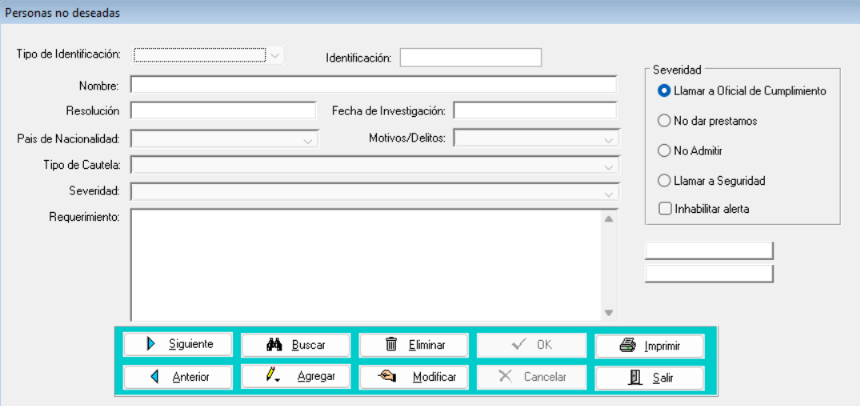 Personas no deseadas
Tipo de Identificación:
Identificación:
Nombre:
Resolución
Fecha de Investigación:
Pais de Nacionalidad:
Motivos/Delitos:
Tipo de Cautela:
Severidad:
Requerimiento:
Severidad
Llamar a Oficial de Cumplimiento
No dar prestamos
No Admitir
Llamar a Seguridad
Inhabilitar alerta
Siguiente Buscar Eliminar OK Imprimir
Anterior Agregar Modificar Cancelar Salir